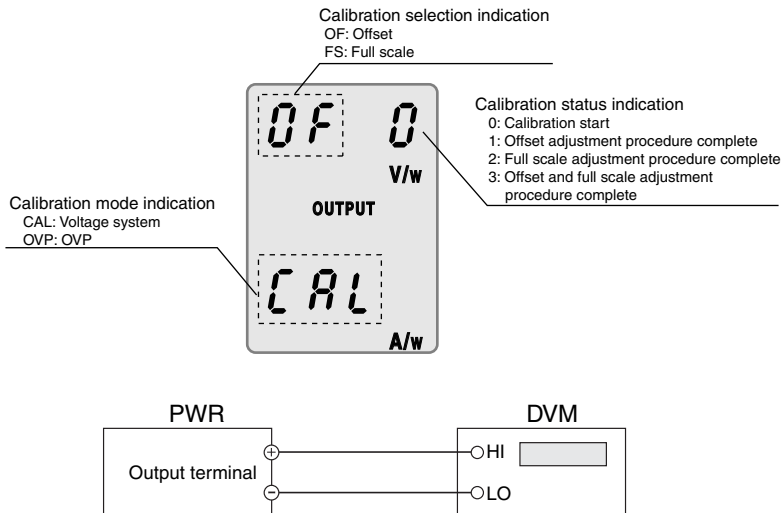 Calibration selection indication
OF: Offset
FS: Full scale
OF 0
V/w
Calibration status indication
0: Calibration start
1: Offset adjustment procedure complete
2: Full scale adjustment procedure complete
3: Offset and full scale adjustment
procedure complete
OUTPUT
Calibration mode indication
CAL: Voltage system
OVP: OVP
CAL
A/w
PWR
DVM
Output terminal
+
HI
−
LO